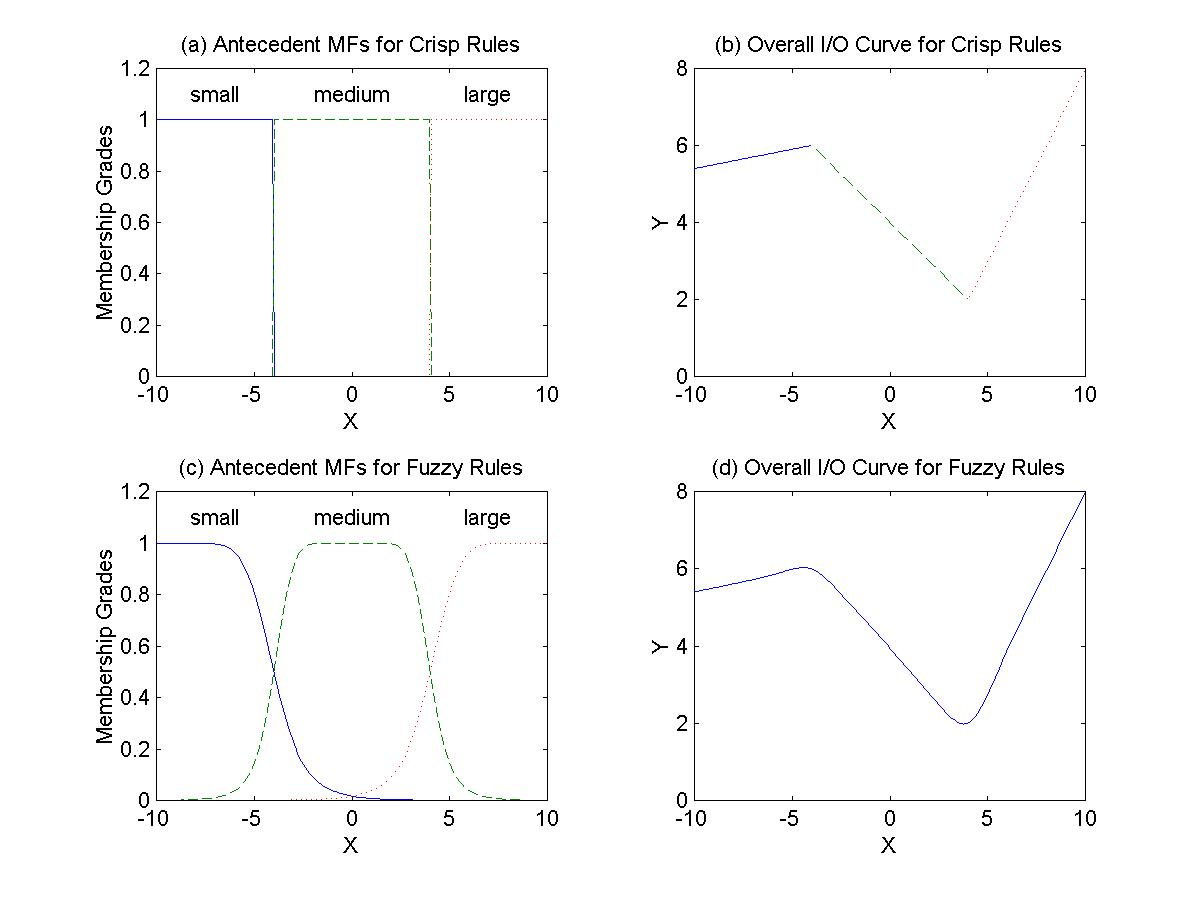 (a) Antecedent MFs for Crisp Rules
1.2
small medium large
1
0.8
0.6
0.4
0.2
0
Membership Grades
-10 -5 0 5 10
X
(b) Overall I/O Curve for Crisp Rules
8
6
4
2
0
Y
-10 -5 0 5 10
X
(c) Antecedent MFs for Fuzzy Rules
1.2
small medium large
1
0.8
0.6
0.4
0.2
0
Membership Grades
-10 -5 0 5 10
X
(d) Overall I/O Curve for Fuzzy Rules
8
6
4
2
0
Y
-10 -5 0 5 10
X